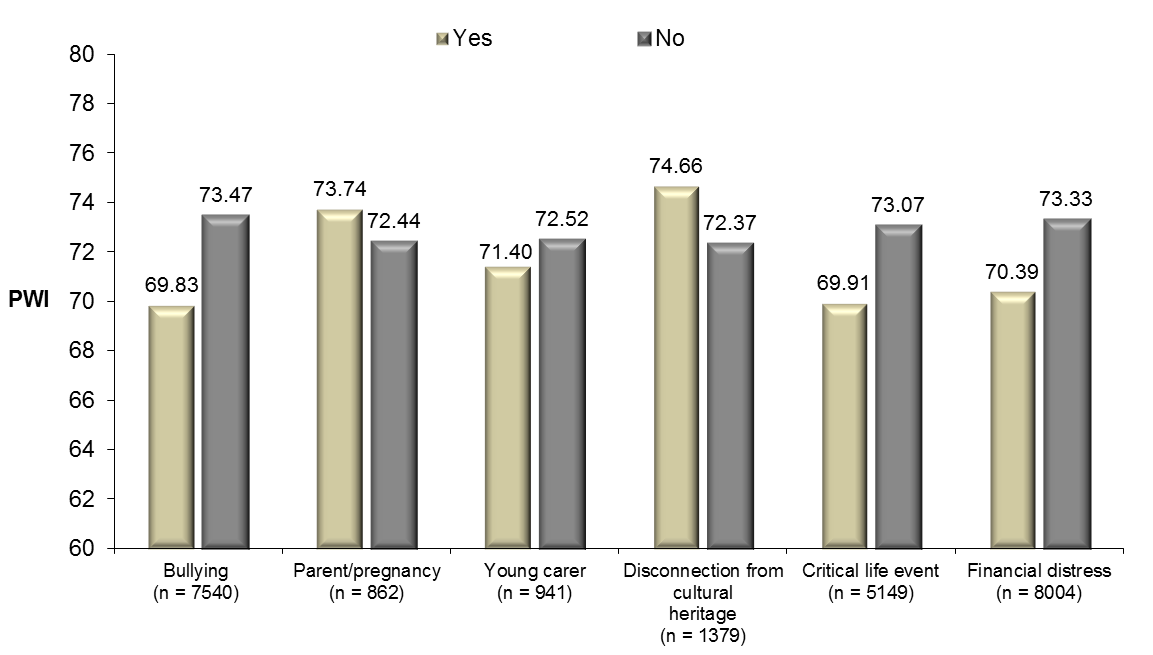 Yes No
80
78
76
74
72
70
68
66
64
62
60
PWI
69.83 73.47 73.74 72.44 71.40 72.52 74.66 72.37 69.91 73.07 70.39 73.33
Bullying
(n = 7540)
Parent/pregnancy
(n = 862)
Young carer
(n = 941)
Disconnection from
cultural
heritage
(n = 1379)
Critical life event
(n = 5149)
Financial distress
(n = 8004)